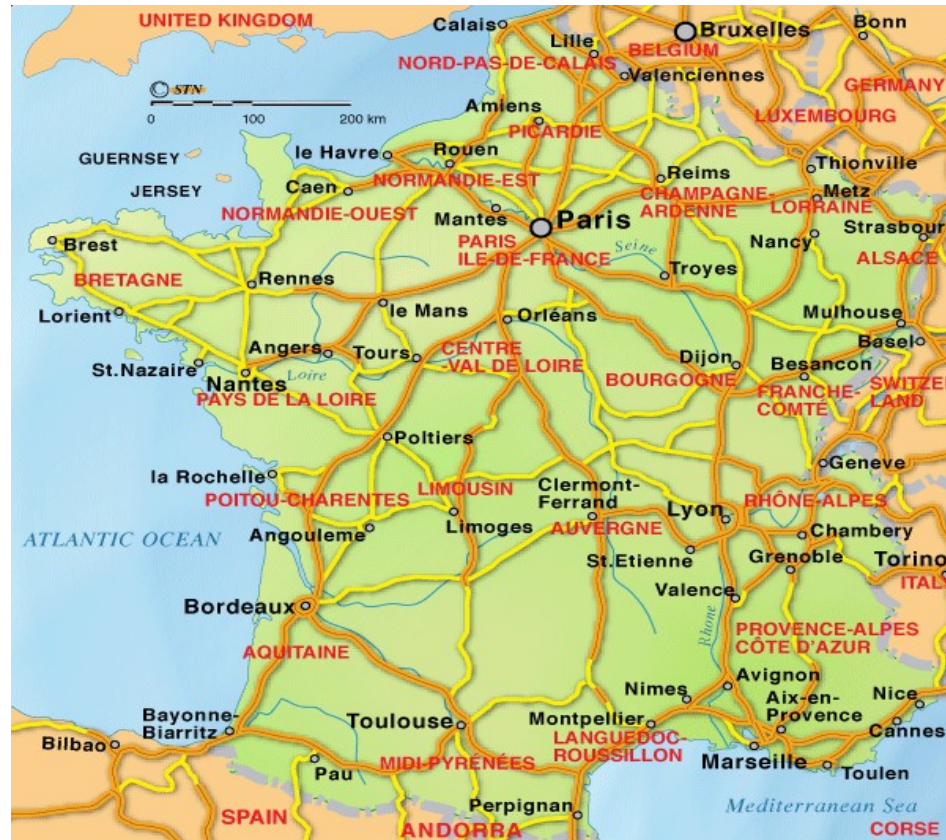 UNITED KINGDOM
Calais
Lille
Bruxelles
Bonn
BELGIUM
NORD-PAS-DE-CALAIS
Valenciennes
GERMANY
© STN
0 100 200 km
Amiens
PICARDIE
LUXEMBOURG
GUERNSEY
le Havre
Rouen
Reims
Thionville
JERSEY
Caen
NORMANDIE-EST
CHAMPAGNE-
ARDENNE
Metz
LORRAINE
NORMANDIE-OUEST
Mantes
Paris
Strasbour
Brest
PARIS
ILE-DE-FRANCE
Seine
Nancy
ALSACE
BRETAGNE
Rennes
Troyes
Lorient
le Mans
Orléans
Mulhouse
Angers
Tours
CENTRE
-VAL DE LOIRE
Dijon
Basel
St.Nazaire
Nantes
Loire
BOURGOGNE
Besancon
FRANCHE-
COMTÉ
SWITZE
LAND
PAYS DE LA LOIRE
Poltiers
la Rochelle
Geneve
POITOU-CHARENTES
LIMOUSIN
Clermont-
Ferrand
Lyon
RHÔNE-ALPES
ATLANTIC OCEAN
Angouleme
Limoges
AUVERGNE
Chambery
St.Etienne
Grenoble
Torino
ITAL
Valence
Bordeaux
Rhone
AQUITAINE
PROVENCE-ALPES
CÔTE D'AZUR
Nimes
Avignon
Aix-en-
Provence
Nice
Bayonne-
Biarritz
Toulouse
Montpellier
Cannes
Bilbao
LANGUEDOC-
ROUSSILLON
Pau
MIDI-PYRÉNÉES
Marseille
Toulen
SPAIN
Perpignan
Mediterranean Sea
ANDORRA
CORSE